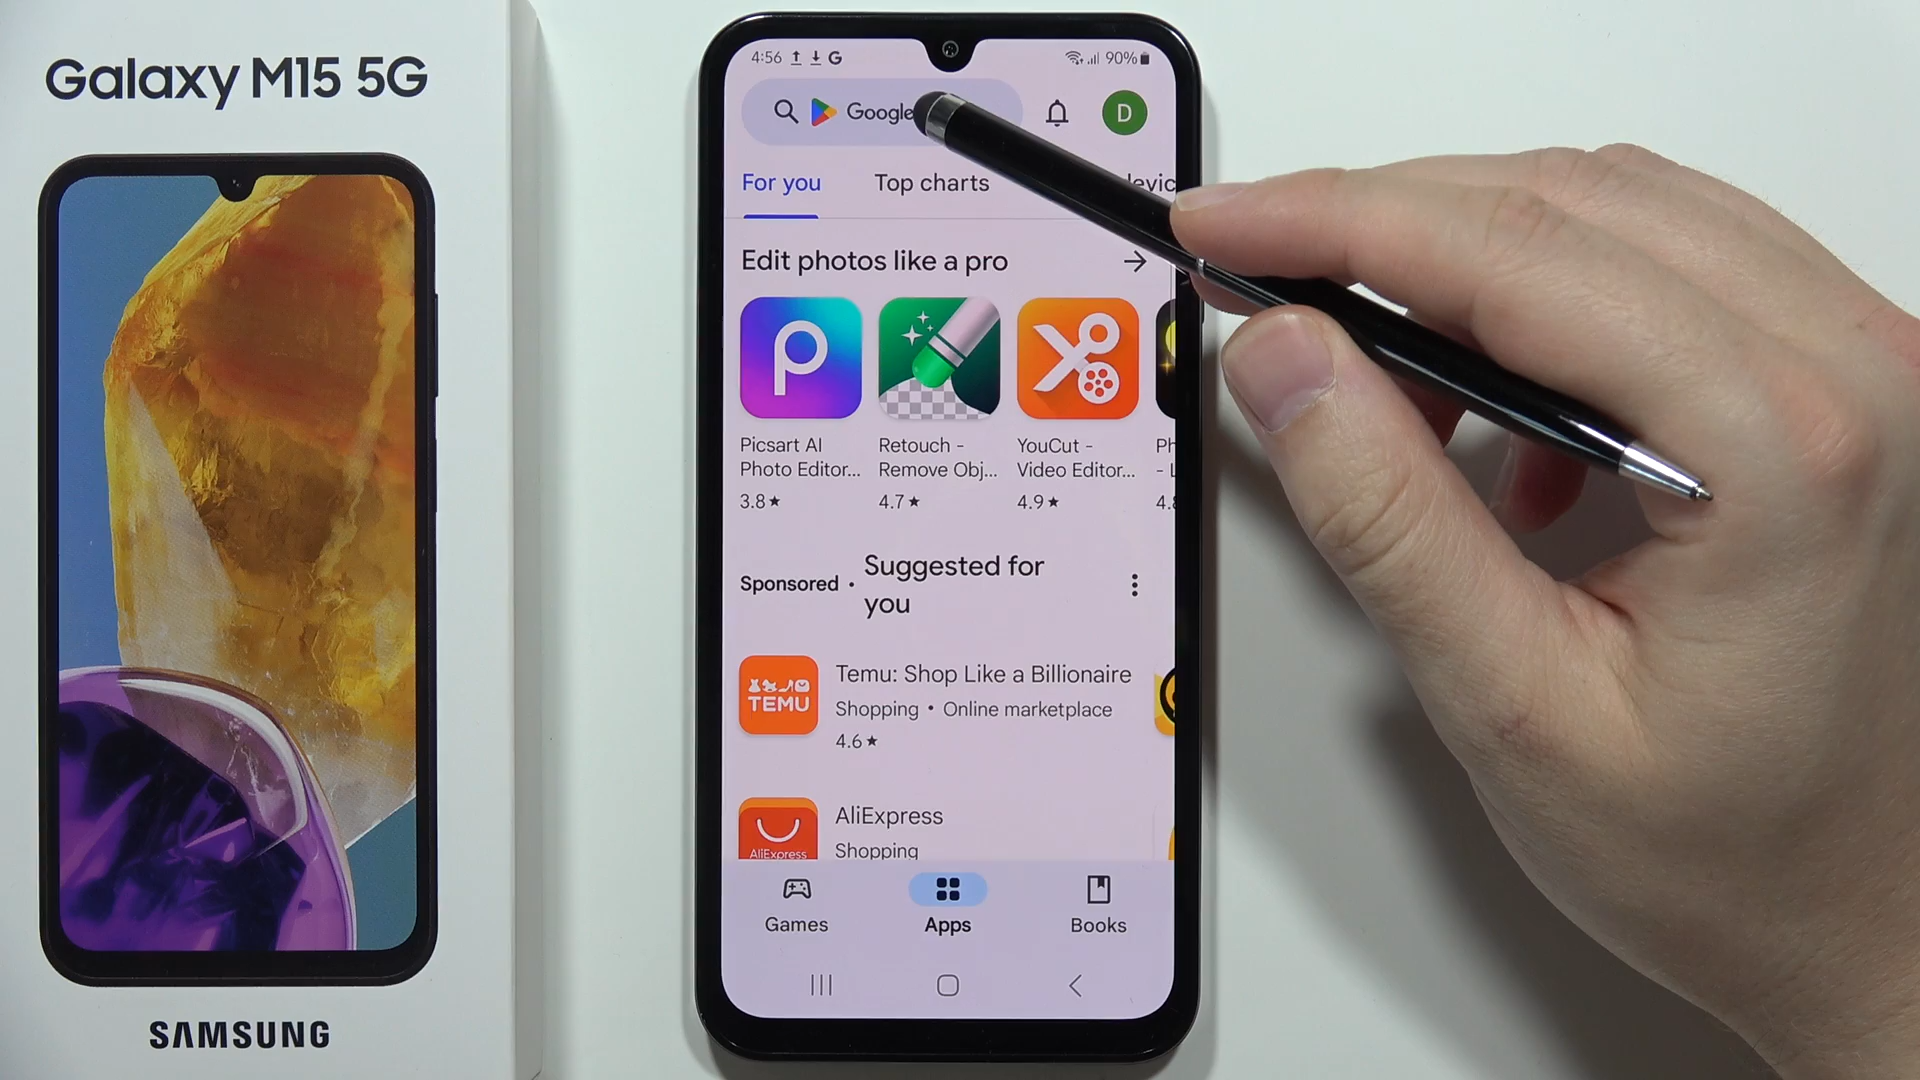 Galaxy M15 5G
SAMSUNG
4:56 G 90%
Google
D
For you Top charts
Edit photos like a pro
Picsart AI
Photo Editor...
3.8★
Retouch -
Remove Obj...
4.7★
YouCut -
Video Editor...
4.9★
Sponsored • Suggested for
you
TEMU
Temu: Shop Like a Billionaire
Shopping • Online marketplace
4.6★
AliExpress
AliExpress
Shopping
Games
Apps
Books